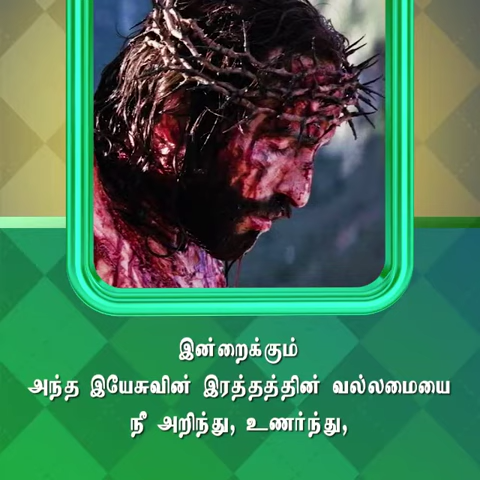 இன்றைக்கும்
அந்த இயேசுவின் இரத்தத்தின் வல்லமையை
நீ அறிந்து, உணர்ந்து,